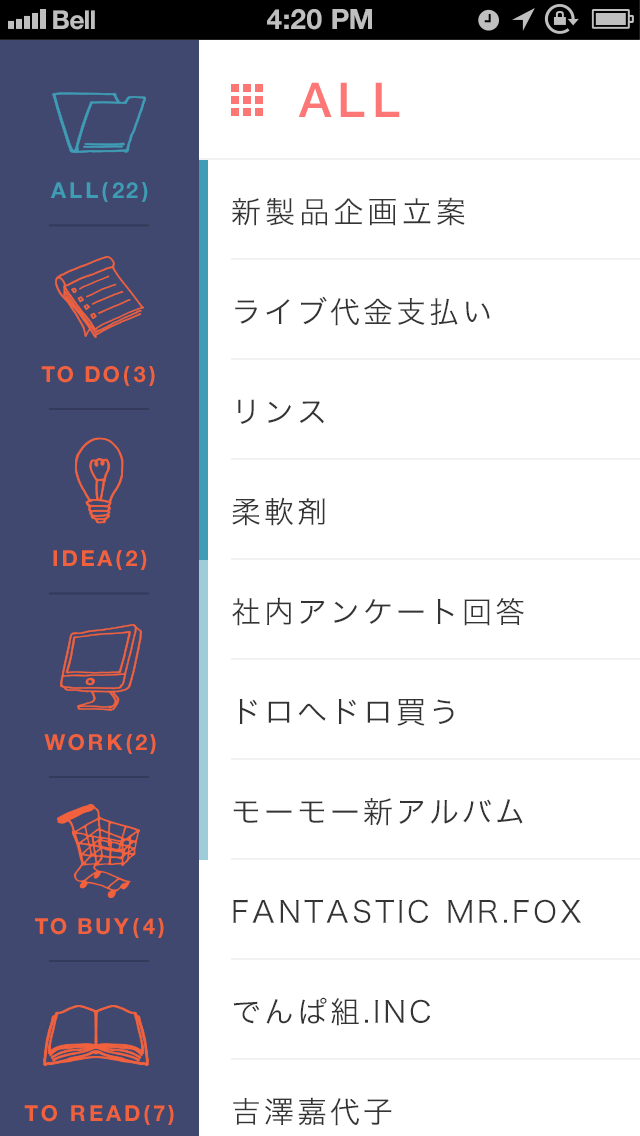 Bell
4:20 PM
ALL(22)
TO DO(3)
IDEA(2)
WORK(2)
TO BUY(4)
TO READ(7)
ALL
新製品企画立案
ライブ代金支払い
リンス
柔軟剤
社内アンケート回答
ドロヘドロ買う
モーモー新アルバム
FANTASTIC MR.FOX
でんぱ組.INC
吉澤嘉代子